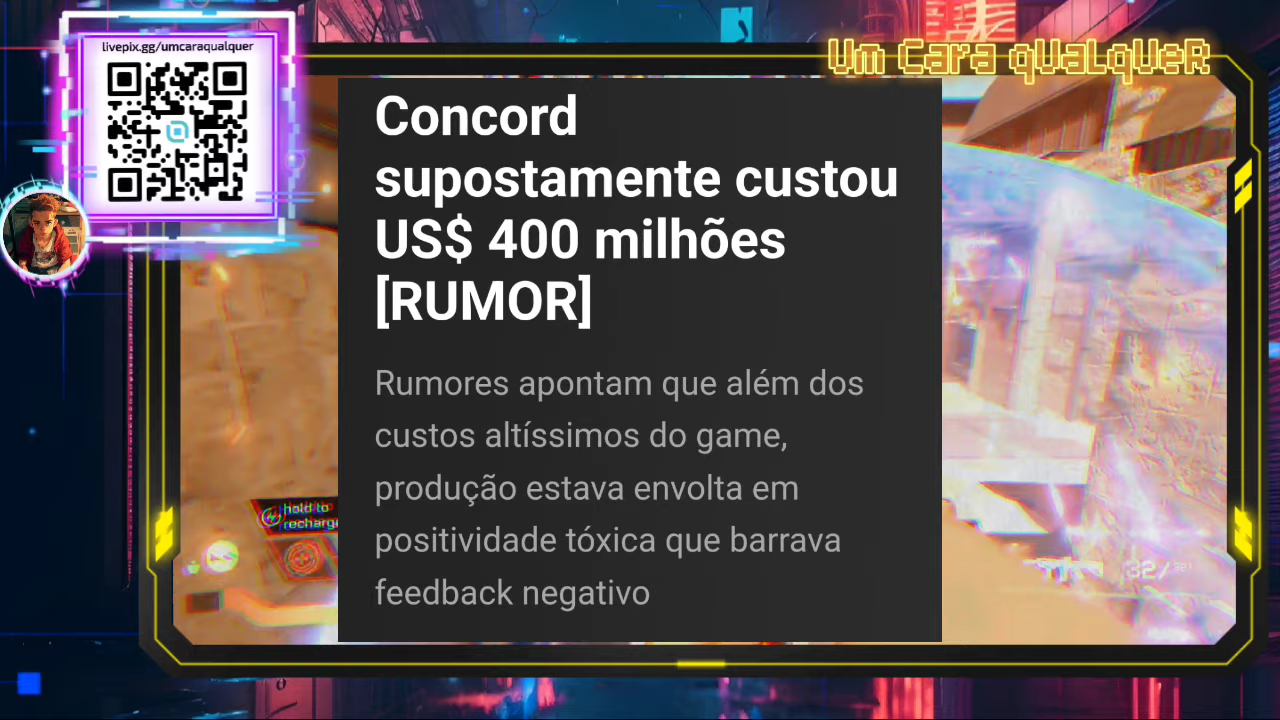 livepix.gg/umcaraqualquer
Um Cara qUaLqUeR
Concord
supostamente custou
US$ 400 milhões
[RUMOR]
Rumores apontam que além dos
custos altíssimos do game,
produção estava envolta em
positividade tóxica que barrava
feedback negativo
hold to
recharge
32/